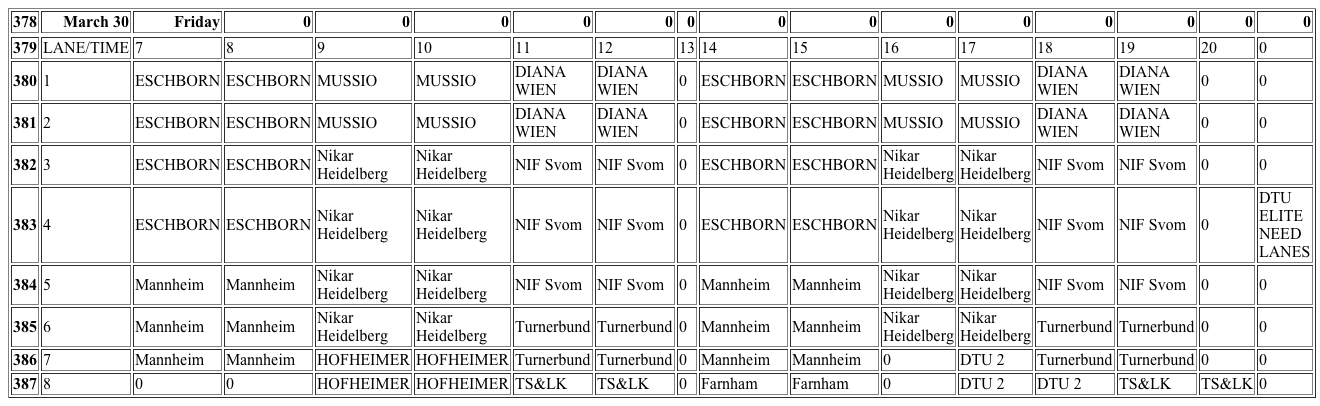 378 March 30 Friday 0 0 0 0 0 0 0 0 0 0 0 0 0
379 LANE/TIME 7 8 9 10 11 12 13 14 15 16 17 18 19 20 0
380 1 ESCHBORN ESCHBORN MUSSIO MUSSIO DIANA WIEN DIANA WIEN 0 ESCHBORN ESCHBORN MUSSIO MUSSIO DIANA WIEN DIANA WIEN 0 0
381 2 ESCHBORN ESCHBORN MUSSIO MUSSIO DIANA WIEN DIANA WIEN 0 ESCHBORN ESCHBORN MUSSIO MUSSIO DIANA WIEN DIANA WIEN 0 0
382 3 ESCHBORN ESCHBORN Nikar Heidelberg Nikar Heidelberg NIF Svom NIF Svom 0 ESCHBORN ESCHBORN Nikar Heidelberg Nikar Heidelberg NIF Svom NIF Svom 0 0
383 4 ESCHBORN ESCHBORN Nikar Heidelberg Nikar Heidelberg NIF Svom NIF Svom 0 ESCHBORN ESCHBORN Nikar Heidelberg Nikar Heidelberg NIF Svom NIF Svom 0 DTU ELITE NEED LANES
384 5 Mannheim Mannheim Nikar Heidelberg Nikar Heidelberg NIF Svom NIF Svom 0 Mannheim Mannheim Nikar Heidelberg Nikar Heidelberg NIF Svom NIF Svom 0 0
385 6 Mannheim Mannheim Nikar Heidelberg Nikar Heidelberg Turnerbund Turnerbund 0 Mannheim Mannheim Nikar Heidelberg Nikar Heidelberg Turnerbund Turnerbund 0 0
386 7 Mannheim Mannheim HOFHEIMER HOFHEIMER Turnerbund Turnerbund 0 Mannheim Mannheim 0 DTU 2 Turnerbund Turnerbund 0 0
387 8 0 0 HOFHEIMER HOFHEIMER TS&LK TS&LK 0 Farnham Farnham 0 DTU 2 DTU 2 TS&LK TS&LK 0